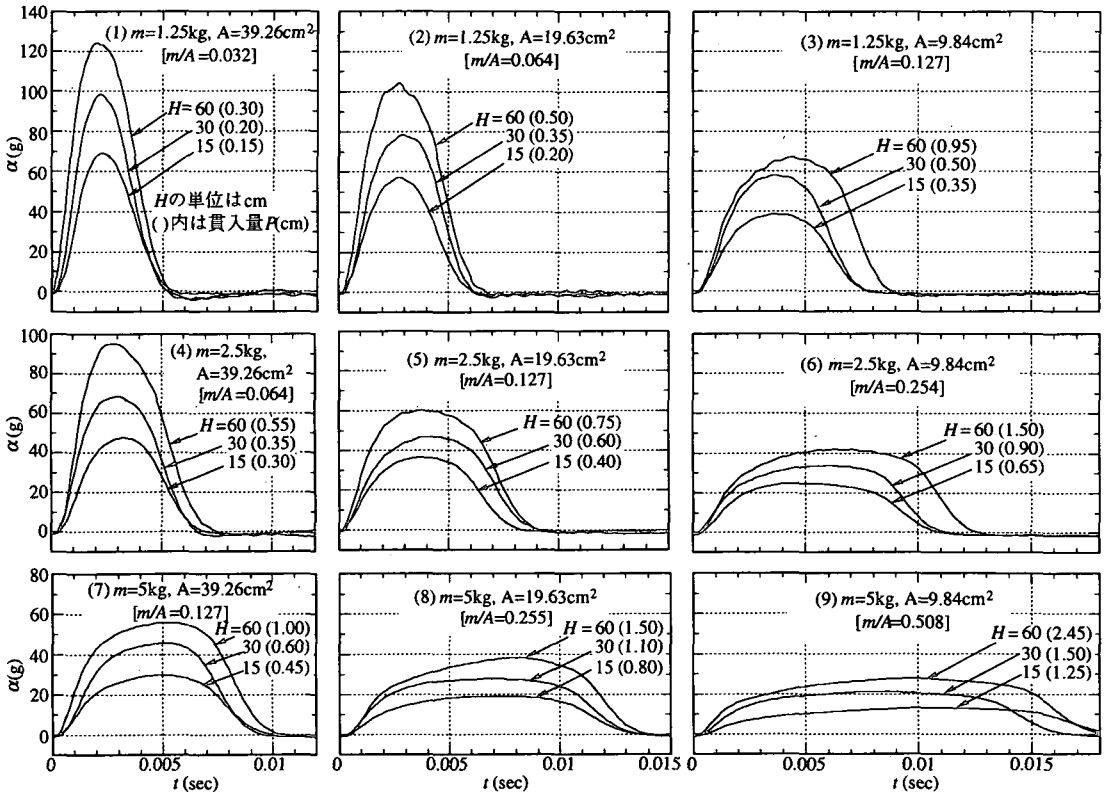 140
120
100
80
60
40
20
0
α(g)
(1) m=1.25kg, A=39.26cm²
[m/A=0.032]
H= 60 (0.30)
30 (0.20)
15 (0.15)
Hの単位はcm
( )内は貫入量P(cm)
(2) m=1.25kg, A=19.63cm²
[m/A=0.064]
H= 60 (0.50)
30 (0.35)
15 (0.20)
(3) m=1.25kg, A=9.84cm²
[m/A=0.127]
H= 60 (0.95)
30 (0.50)
15 (0.35)
100
80
60
40
20
0
α(g)
(4) m=2.5kg,
A=39.26cm²
[m/A=0.064]
H=60 (0.55)
30 (0.35)
15 (0.30)
(5) m=2.5kg, A=19.63cm²
[m/A=0.127]
H= 60 (0.75)
30 (0.60)
15 (0.40)
(6) m=2.5kg, A=9.84cm²
[m/A=0.254]
H= 60 (1.50)
30 (0.90)
15 (0.65)
80
60
40
20
0
α(g)
(7) m=5kg, A=39.26cm²
[m/A=0.127]
H=60 (1.00)
30 (0.60)
15 (0.45)
(8) m=5kg, A=19.63cm²
[m/A=0.255]
H= 60 (1.50)
30 (1.10)
15 (0.80)
(9) m=5kg, A=9.84cm²
[m/A=0.508]
H= 60 (2.45)
30 (1.50)
15 (1.25)
0 0.005 0.01
t (sec)
0 0.005 0.01 0.015
t (sec)
0 0.005 0.01 0.015
t (sec)